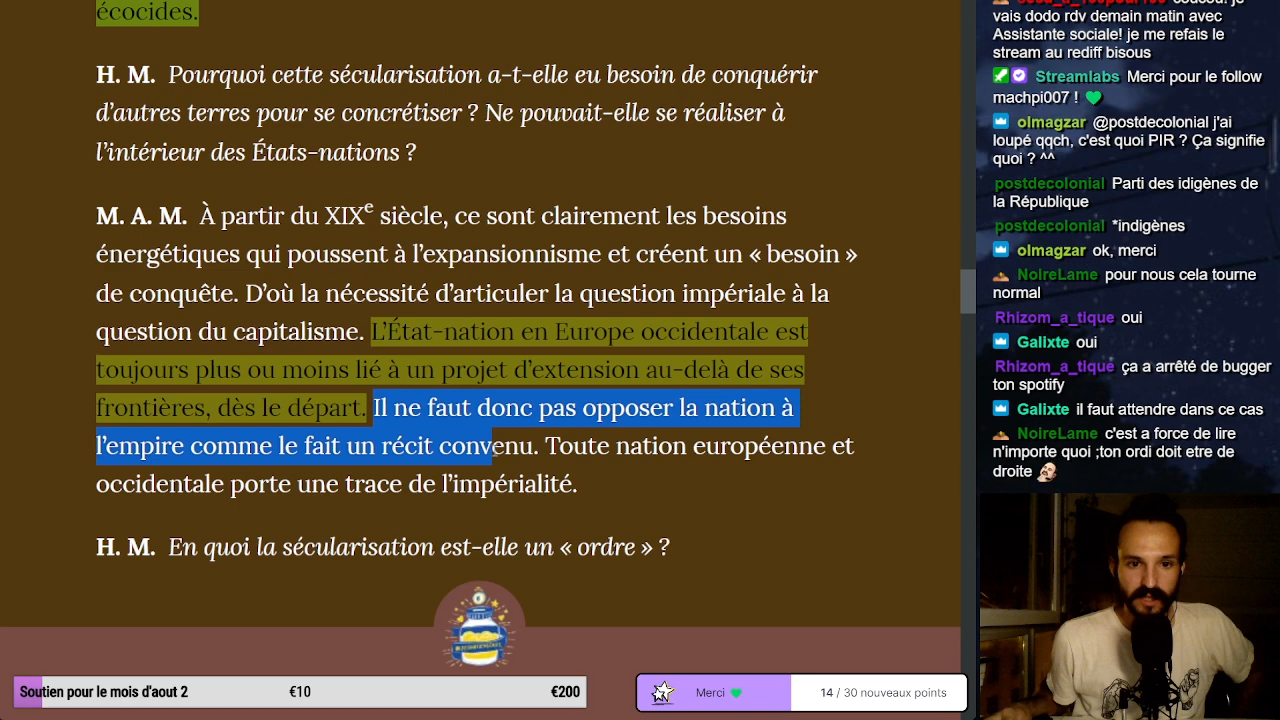 écocides.
H. M. Pourquoi cette sécularisation a-t-elle eu besoin de conquérir
d’autres terres pour se concrétiser ? Ne pouvait-elle se réaliser à
l’intérieur des États-nations ?
M. A. M. À partir du XIXe siècle, ce sont clairement les besoins
énergétiques qui poussent à l’expansionnisme et créent un « besoin »
de conquête. D’où la nécessité d’articuler la question impériale à la
question du capitalisme. L’État-nation en Europe occidentale est
toujours plus ou moins lié à un projet d’extension au-delà de ses
frontières, dès le départ. Il ne faut donc pas opposer la nation à
l’empire comme le fait un récit convenu. Toute nation européenne et
occidentale porte une trace de l’impérialité.
H. M. En quoi la sécularisation est-elle un « ordre » ?
Soutien pour le mois d'aout 2 €10 €200
Merci 14 / 30 nouveaux points
vais dodo rdv demain matin avec
Assistante sociale! je me refais le
stream au rediff bisous
Streamlabs Merci pour le follow
machpi007 !
olmagzar @postdecolonial j'ai
loupé qqch, c'est quoi PIR ? Ça signifie
quoi ? ^^
postdecolonial Parti des idigènes de
la République
postdecolonial *indigènes
olmagzar ok, merci
NoireLame pour nous cela tourne
normal
Rhizom_a_tique oui
Galixte oui
Rhizom_a_tique ça a arrêté de bugger
ton spotify
Galixte il faut attendre dans ce cas
NoireLame c'est a force de lire
n'importe quoi ;ton ordi doit etre de
droite